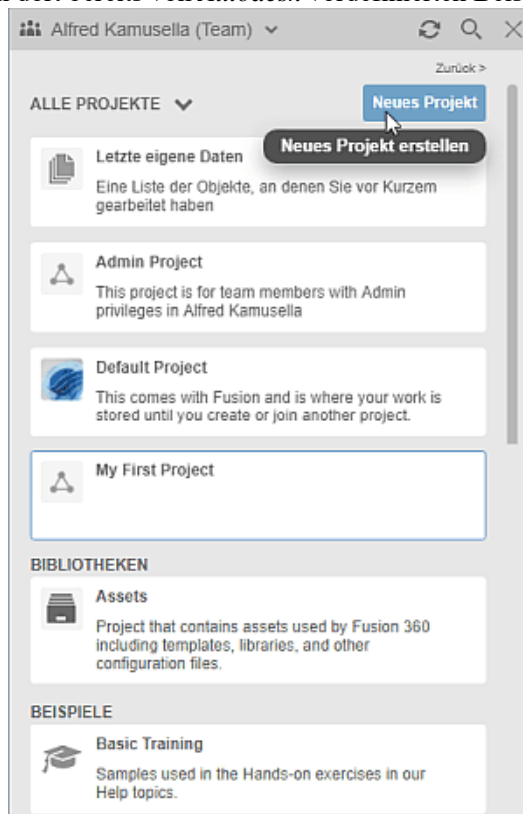 Alfred Kamusella (Team)
Zurück >
ALLE PROJEKTE
Neues Projekt
Neues Projekt erstellen
Letzte eigene Daten
Eine Liste der Objekte, an denen Sie vor Kurzem
gearbeitet haben
Admin Project
This project is for team members with Admin
privileges in Alfred Kamusella
Default Project
This comes with Fusion and is where your work is
stored until you create or join another project.
My First Project
BIBLIOTHEKEN
Assets
Project that contains assets used by Fusion 360
including templates, libraries, and other
configuration files.
BEISPIELE
Basic Training
Samples used in the Hands-on exercises in our
Help topics.